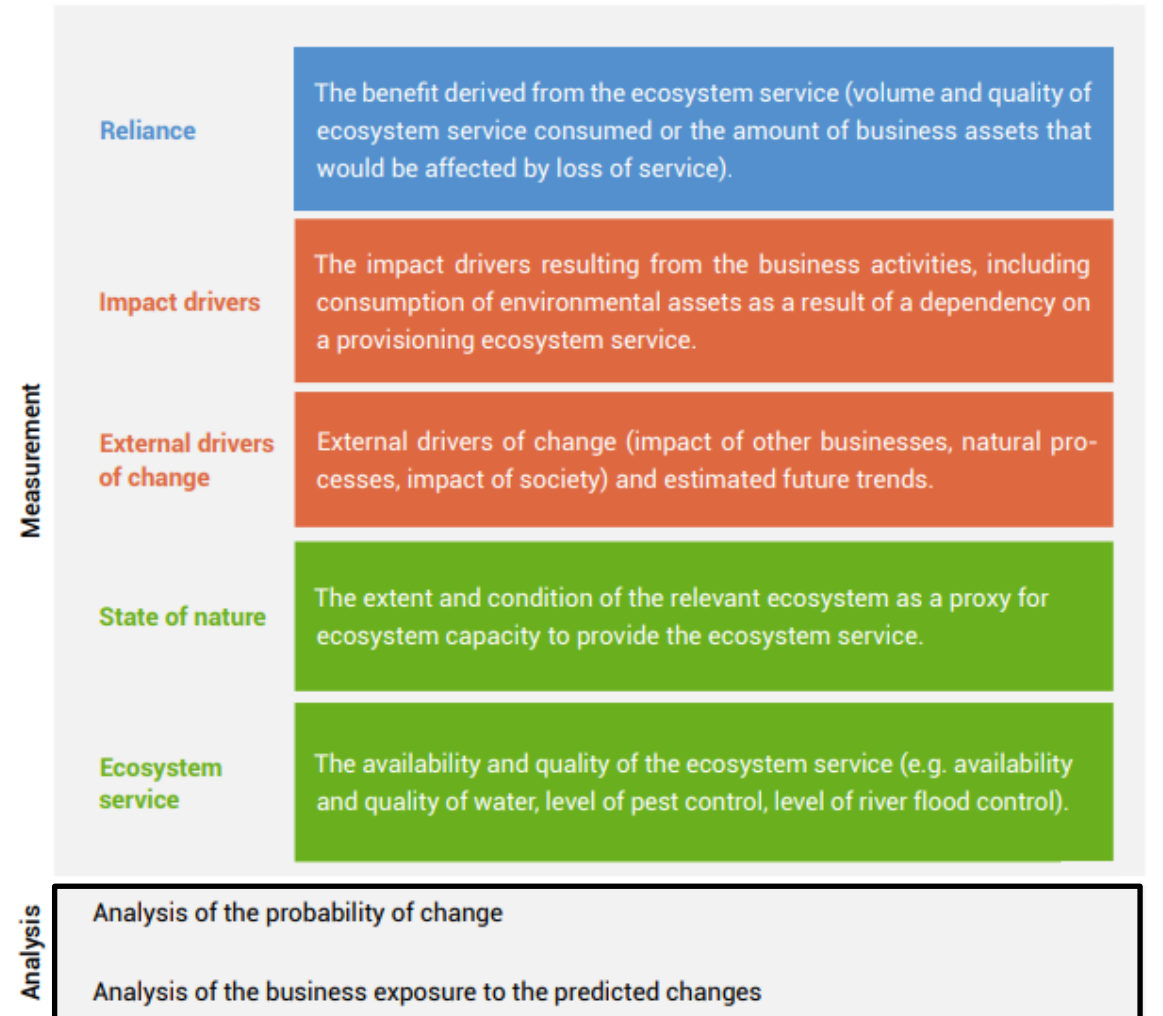 Measurement
Reliance
The benefit derived from the ecosystem service (volume and quality of
ecosystem service consumed or the amount of business assets that
would be affected by loss of service).
Impact drivers
The impact drivers resulting from the business activities, including
consumption of environmental assets as a result of a dependency on
a provisioning ecosystem service.
External drivers
of change
External drivers of change (impact of other businesses, natural pro-
cesses, impact of society) and estimated future trends.
State of nature
The extent and condition of the relevant ecosystem as a proxy for
ecosystem capacity to provide the ecosystem service.
Ecosystem
service
The availability and quality of the ecosystem service (e.g. availability
and quality of water, level of pest control, level of river flood control).
Analysis
Analysis of the probability of change
Analysis of the business exposure to the predicted changes